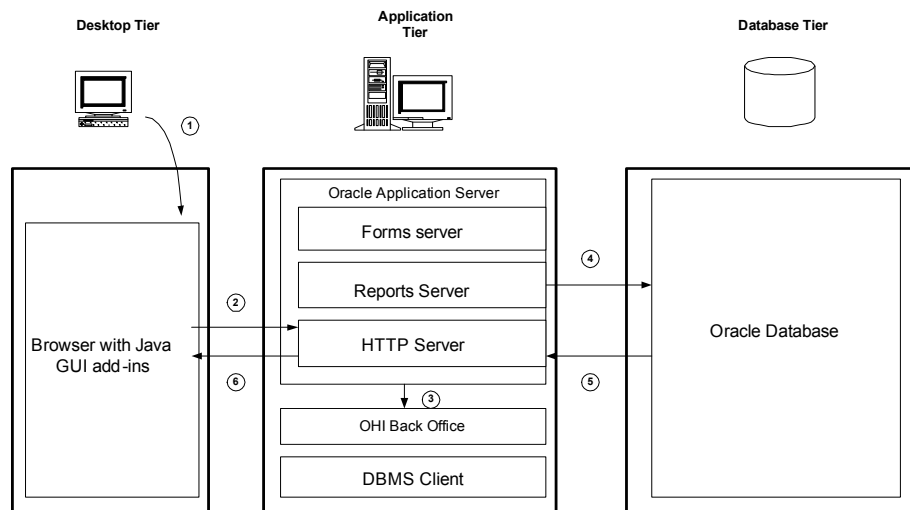 Desktop Tier
Application
Tier
Database Tier
1
Oracle Application Server
Forms server
Reports Server
HTTP Server
2
6
4
5
3
Browser with Java
GUI add-ins
Oracle Database
OHI Back Office
DBMS Client